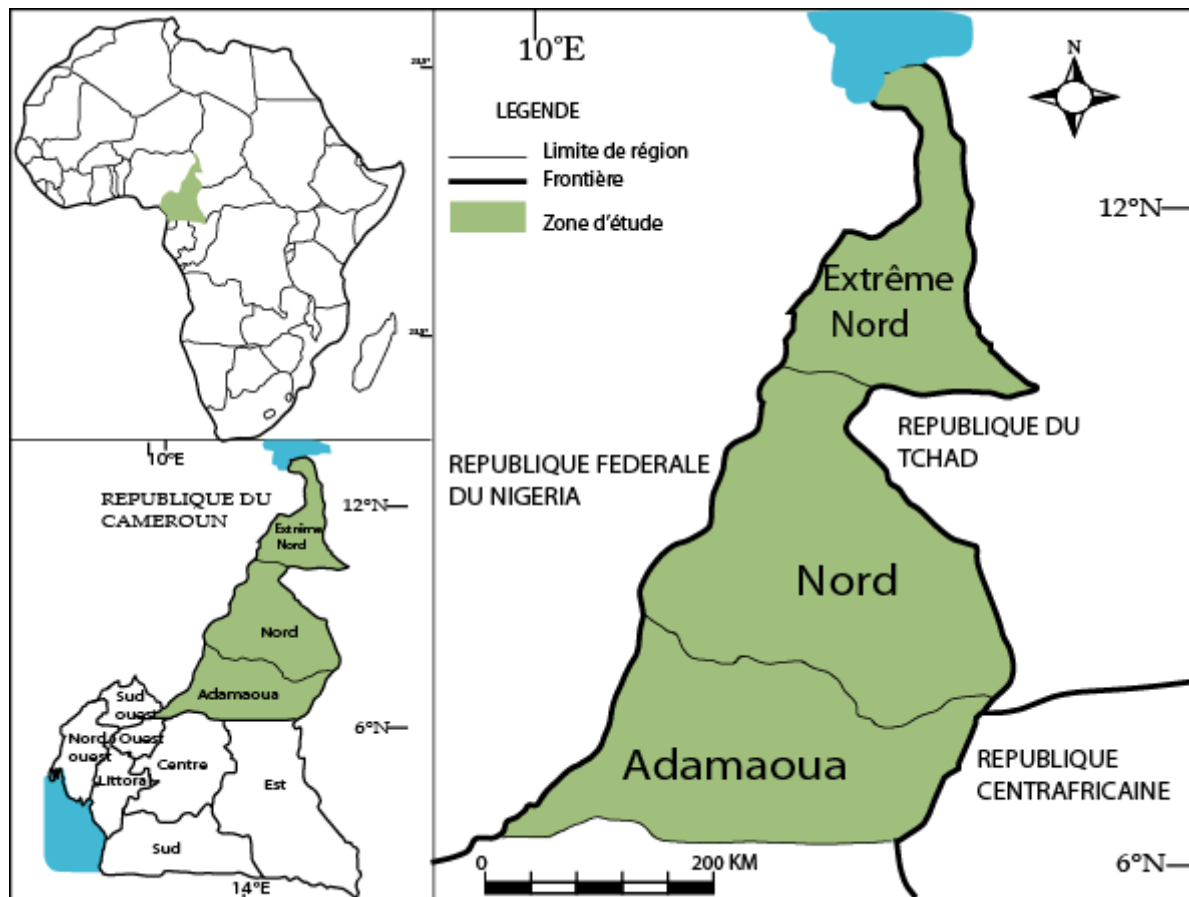 10°E
N
LEGENDE
Limite de région
Frontière
Zone d'étude
12°N
Extrême
Nord
REPUBLIQUE DU
TCHAD
REPUBLIQUE FEDERALE
DU NIGERIA
Nord
Adamaoua
REPUBLIQUE
CENTRAFRICAINE
0 200 KM
6°N
10°E
REPUBLIQUE DU
CAMEROUN
12°N
Extrême
Nord
Nord
Adamaoua
Sud
ouest
6°N
Nord
ouest
Ouest
Centre
Littoral
Est
Sud
14°E